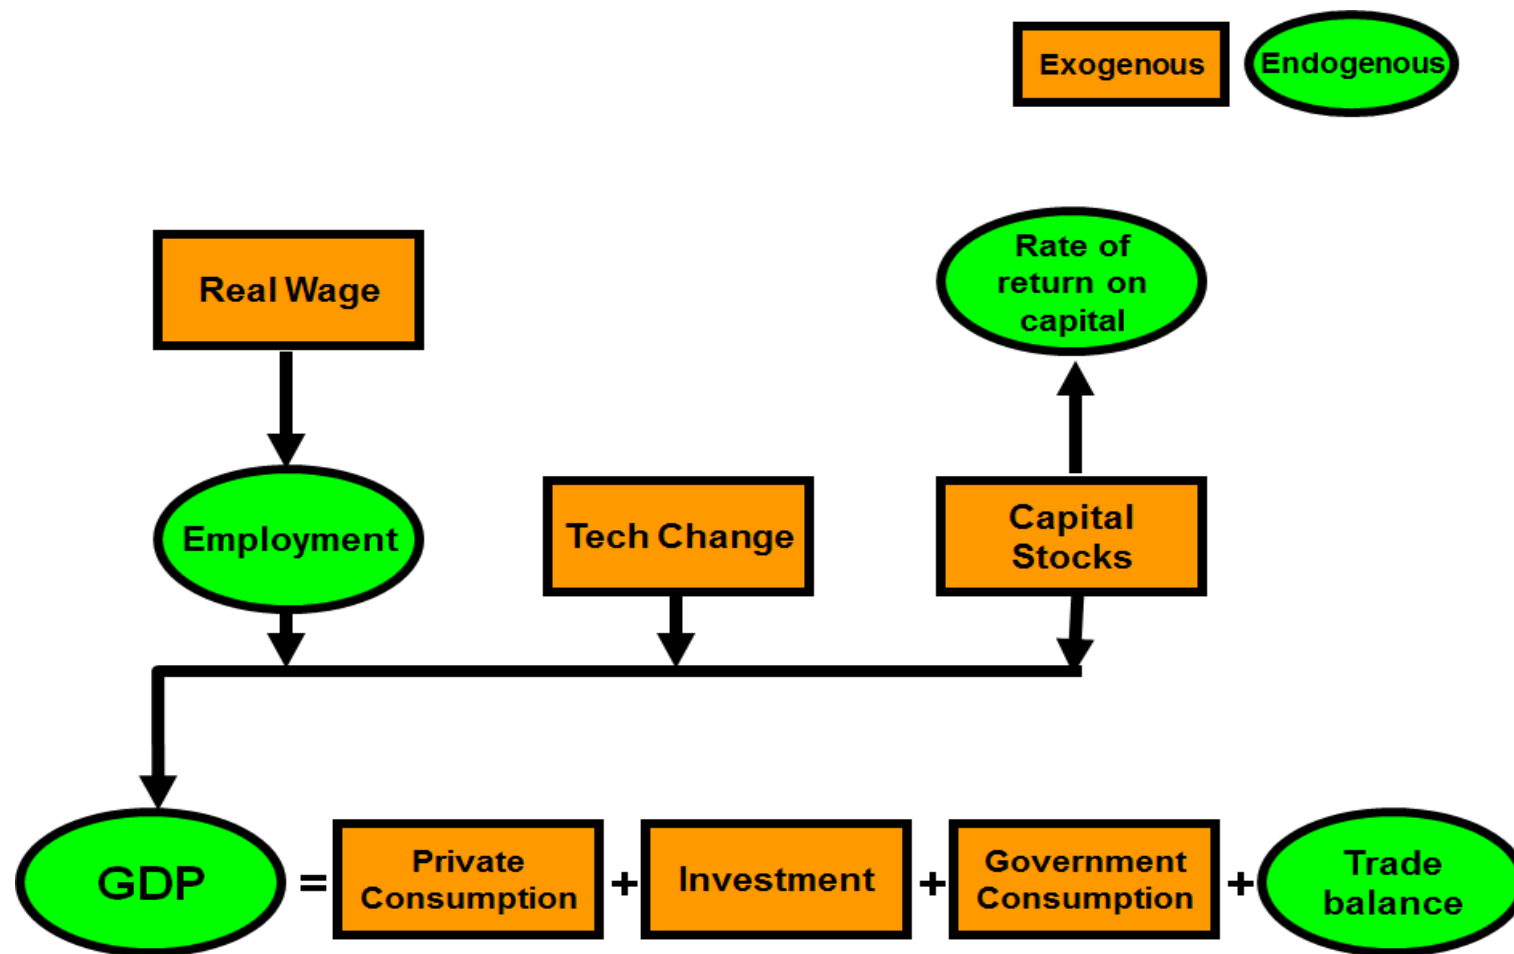 Exogenous
Endogenous
Rate of
return on
capital
Real Wage
Employment
Tech Change
Capital
Stocks
GDP
=
Private
Consumption
+
Investment
+
Government
Consumption
+
Trade
balance